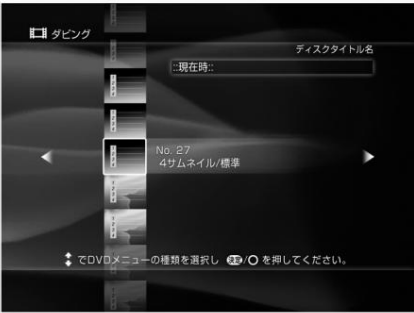 ダビング
ディスクタイトル名
::現在時::
No. 27
4サムネイル/標準
でDVDメニューの種類を選択し 決定/○ を押してください。